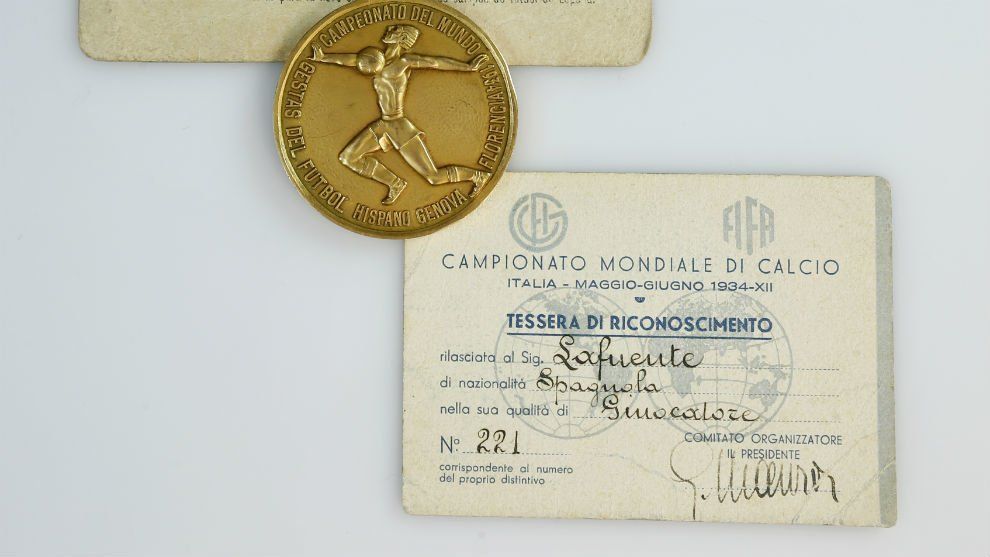 CAMPEONATO DEL MUNDO
FLORENCIA 1934
GESTAS DEL FUTBOL HISPANO GENOVA
FIFA
CAMPIONATO MONDIALE DI CALCIO
ITALIA - MAGGIO-GIUGNO 1934-XII
TESSERA DI RICONOSCIMENTO
rilasciata al Sig. Lafuente
di nazionalità Spagnola
nella sua qualità di Giuocatore
N° 221
corrispondente al numero
del proprio distintivo
COMITATO ORGANIZZATORE
IL PRESIDENTE